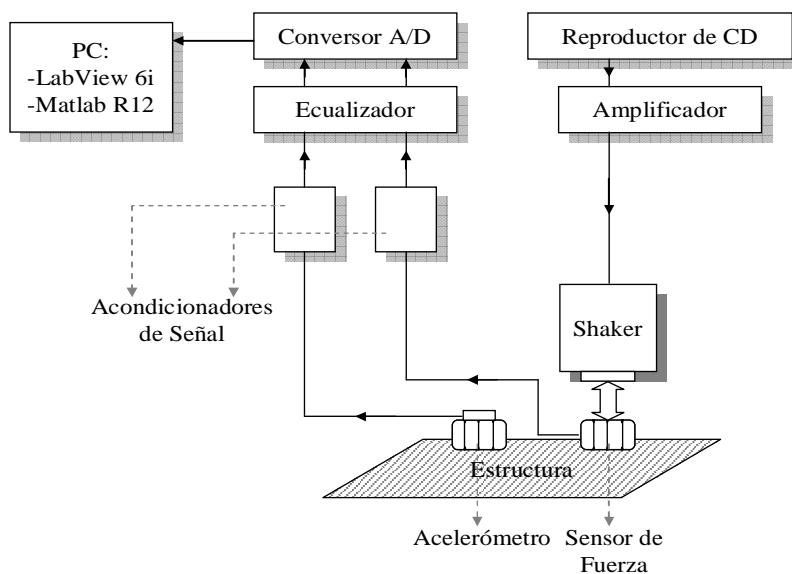 PC:
-LabView 6i
-Matlab R12
Conversor A/D
Reproductor de CD
Ecualizador
Amplificador
Acondicionadores
de Señal
Shaker
Estructura
Acelerómetro
Sensor de
Fuerza